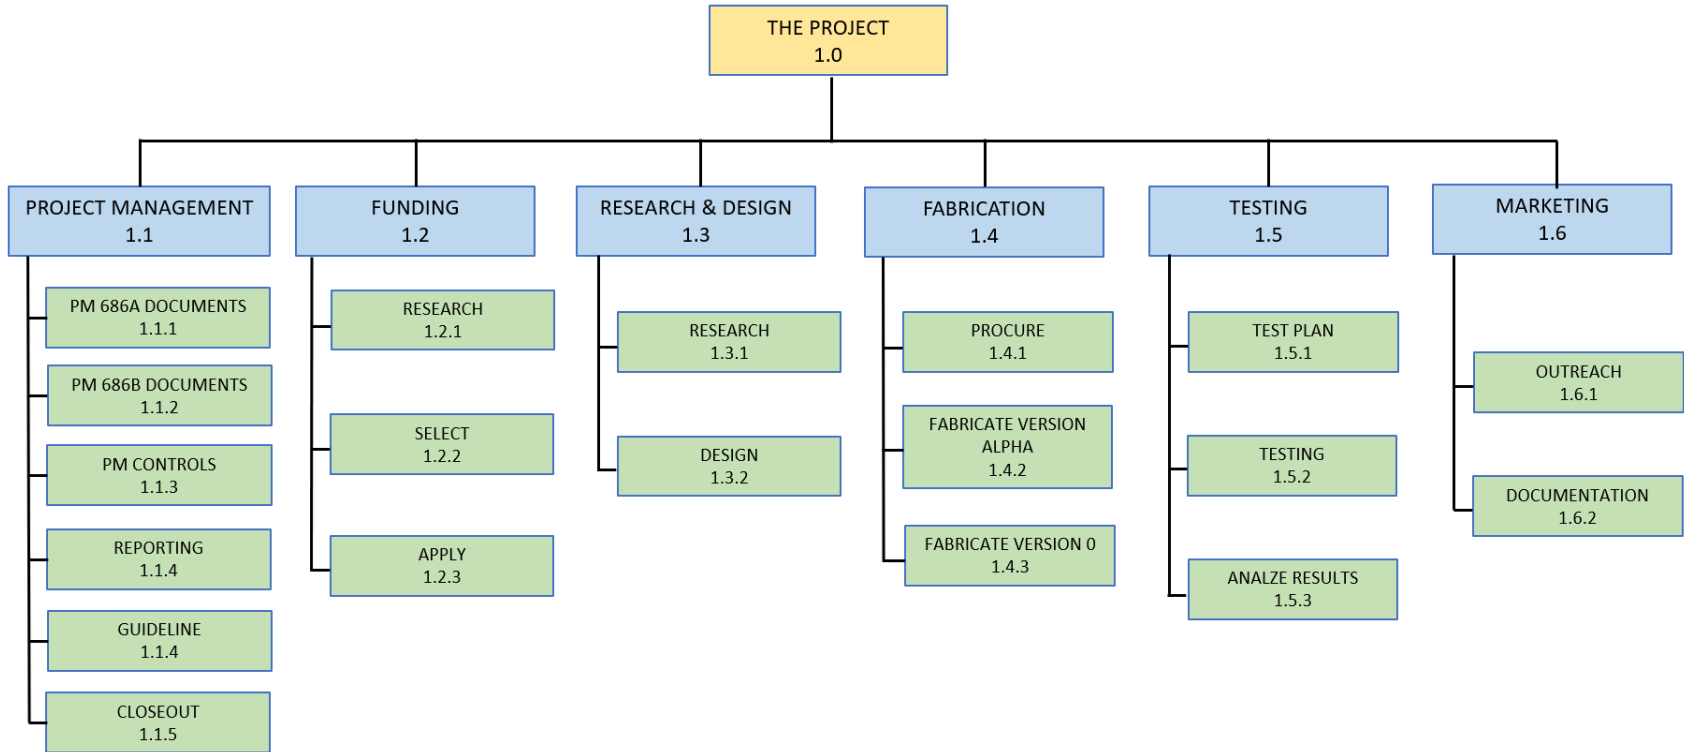 THE PROJECT
1.0
PROJECT MANAGEMENT
1.1
PM 686A DOCUMENTS
1.1.1
PM 686B DOCUMENTS
1.1.2
PM CONTROLS
1.1.3
REPORTING
1.1.4
GUIDELINE
1.1.4
CLOSEOUT
1.1.5
FUNDING
1.2
RESEARCH
1.2.1
SELECT
1.2.2
APPLY
1.2.3
RESEARCH & DESIGN
1.3
RESEARCH
1.3.1
DESIGN
1.3.2
FABRICATION
1.4
PROCURE
1.4.1
FABRICATE VERSION
ALPHA
1.4.2
FABRICATE VERSION 0
1.4.3
TESTING
1.5
TEST PLAN
1.5.1
TESTING
1.5.2
ANALZE RESULTS
1.5.3
MARKETING
1.6
OUTREACH
1.6.1
DOCUMENTATION
1.6.2